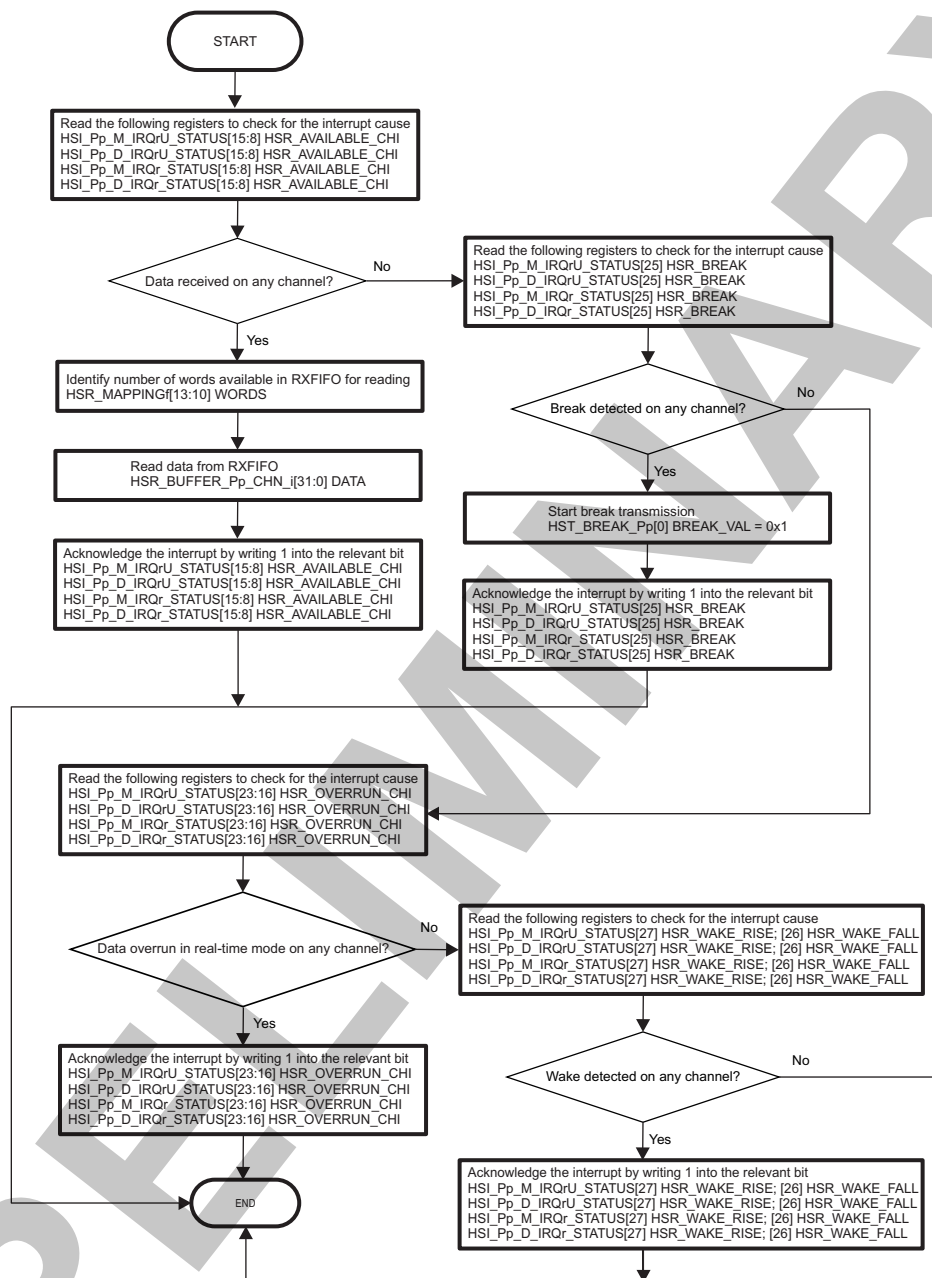 START
Read the following registers to check for the interrupt cause
HSI_Pp_M_IRQrU_STATUS[15:8] HSR_AVAILABLE_CHI
HSI_Pp_D_IRQrU_STATUS[15:8] HSR_AVAILABLE_CHI
HSI_Pp_M_IRQr_STATUS[15:8] HSR_AVAILABLE_CHI
HSI_Pp_D_IRQr_STATUS[15:8] HSR_AVAILABLE_CHI
Data received on any channel?
No
Yes
Read the following registers to check for the interrupt cause
HSI_Pp_M_IRQrU_STATUS[25] HSR_BREAK
HSI_Pp_D_IRQrU_STATUS[25] HSR_BREAK
HSI_Pp_M_IRQr_STATUS[25] HSR_BREAK
HSI_Pp_D_IRQr_STATUS[25] HSR_BREAK
Identify number of words available in RXFIFO for reading
HSR_MAPPINGf[13:10] WORDS
Break detected on any channel?
No
Yes
Read data from RXFIFO
HSR_BUFFER_Pp_CHN_i[31:0] DATA
Start break transmission
HST_BREAK_Pp[0] BREAK_VAL = 0x1
Acknowledge the interrupt by writing 1 into the relevant bit
HSI_Pp_M_IRQrU_STATUS[15:8] HSR_AVAILABLE_CHI
HSI_Pp_D_IRQrU_STATUS[15:8] HSR_AVAILABLE_CHI
HSI_Pp_M_IRQr_STATUS[15:8] HSR_AVAILABLE_CHI
HSI_Pp_D_IRQr_STATUS[15:8] HSR_AVAILABLE_CHI
Acknowledge the interrupt by writing 1 into the relevant bit
HSI_Pp_M_IRQrU_STATUS[25] HSR_BREAK
HSI_Pp_D_IRQrU_STATUS[25] HSR_BREAK
HSI_Pp_M_IRQr_STATUS[25] HSR_BREAK
HSI_Pp_D_IRQr_STATUS[25] HSR_BREAK
Read the following registers to check for the interrupt cause
HSI_Pp_M_IRQrU_STATUS[23:16] HSR_OVERRUN_CHI
HSI_Pp_D_IRQrU_STATUS[23:16] HSR_OVERRUN_CHI
HSI_Pp_M_IRQr_STATUS[23:16] HSR_OVERRUN_CHI
HSI_Pp_D_IRQr_STATUS[23:16] HSR_OVERRUN_CHI
Data overrun in real-time mode on any channel?
No
Yes
Read the following registers to check for the interrupt cause
HSI_Pp_M_IRQrU_STATUS[27] HSR_WAKE_RISE; [26] HSR_WAKE_FALL
HSI_Pp_D_IRQrU_STATUS[27] HSR_WAKE_RISE; [26] HSR_WAKE_FALL
HSI_Pp_M_IRQr_STATUS[27] HSR_WAKE_RISE; [26] HSR_WAKE_FALL
HSI_Pp_D_IRQr_STATUS[27] HSR_WAKE_RISE; [26] HSR_WAKE_FALL
Acknowledge the interrupt by writing 1 into the relevant bit
HSI_Pp_M_IRQrU_STATUS[23:16] HSR_OVERRUN_CHI
HSI_Pp_D_IRQrU_STATUS[23:16] HSR_OVERRUN_CHI
HSI_Pp_M_IRQr_STATUS[23:16] HSR_OVERRUN_CHI
HSI_Pp_D_IRQr_STATUS[23:16] HSR_OVERRUN_CHI
Wake detected on any channel?
No
Yes
END
Acknowledge the interrupt by writing 1 into the relevant bit
HSI_Pp_M_IRQrU_STATUS[27] HSR_WAKE_RISE; [26] HSR_WAKE_FALL
HSI_Pp_D_IRQrU_STATUS[27] HSR_WAKE_RISE; [26] HSR_WAKE_FALL
HSI_Pp_M_IRQr_STATUS[27] HSR_WAKE_RISE; [26] HSR_WAKE_FALL
HSI_Pp_D_IRQr_STATUS[27] HSR_WAKE_RISE; [26] HSR_WAKE_FALL
PRELIMINARY